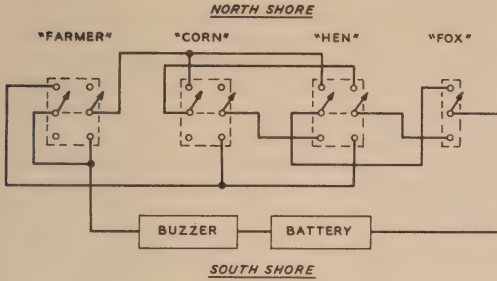 NORTH SHORE
"FARMER" "CORN" "HEN" "FOX"
BUZZER BATTERY
SOUTH SHORE